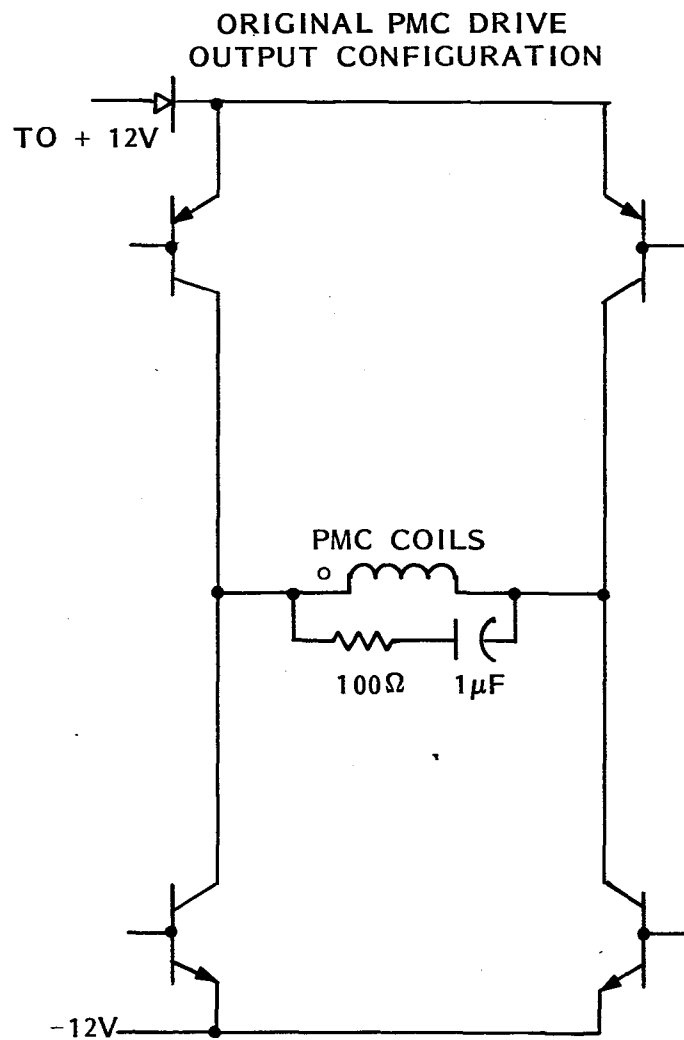 ORIGINAL PMC DRIVE
OUTPUT CONFIGURATION
TO + 12V
PMC COILS
100Ω
1μF
-12V